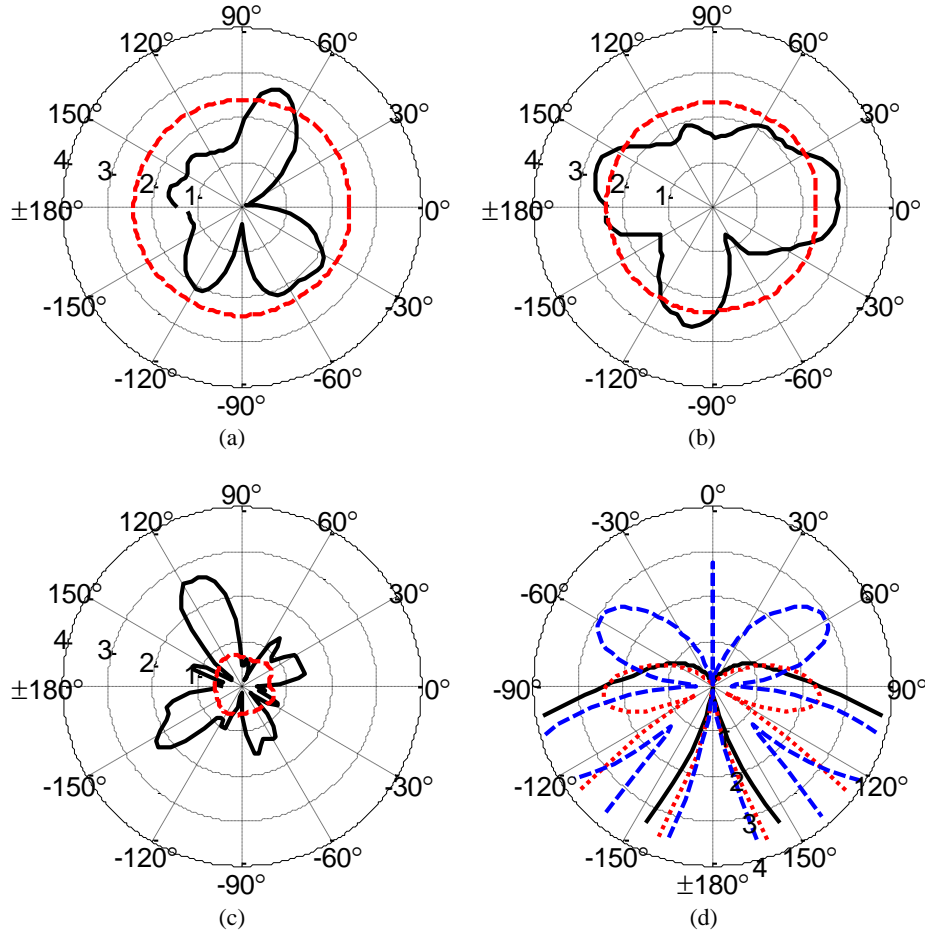 90° 90°
120° 60° 120° 60°
150° 30° 150° 30°
4 3 2 1 4 3 2 1
±180° 0° ±180° 0°
-150° -30° -150° -30°
-120° -60° -120° -60°
-90° -90°
(a) (b)
90° 0°
120° 60° -30° 30°
150° 30° -60° 60°
4 3 2 1
±180° 0° -90° 90°
-150° -30° -120° 2 120°
3
-120° -60° -150° 4 150°
-90° ±180°
(c) (d)